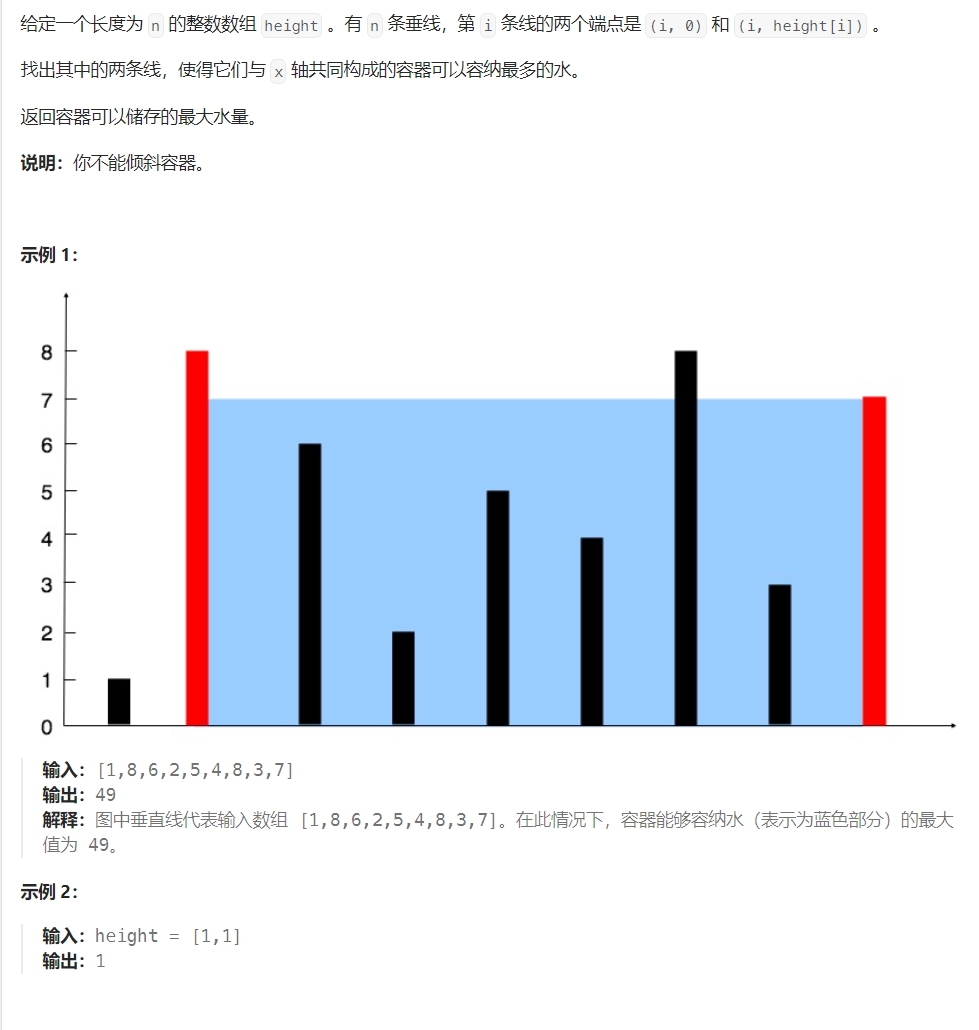 给定一个长度为 n 的整数数组 height 。有 n 条垂线，第 i 条线的两个端点是 (i, 0) 和 (i, height[i]) 。
找出其中的两条线，使得它们与 x 轴共同构成的容器可以容纳最多的水。
返回容器可以储存的最大水量。
说明：你不能倾斜容器。
示例 1：
8
7
6
5
4
3
2
1
0
输入：[1,8,6,2,5,4,8,3,7]
输出：49
解释：图中垂直线代表输入数组 [1,8,6,2,5,4,8,3,7]。在此情况下，容器能够容纳水（表示为蓝色部分）的最大
值为 49。
示例 2：
输入：height = [1,1]
输出：1